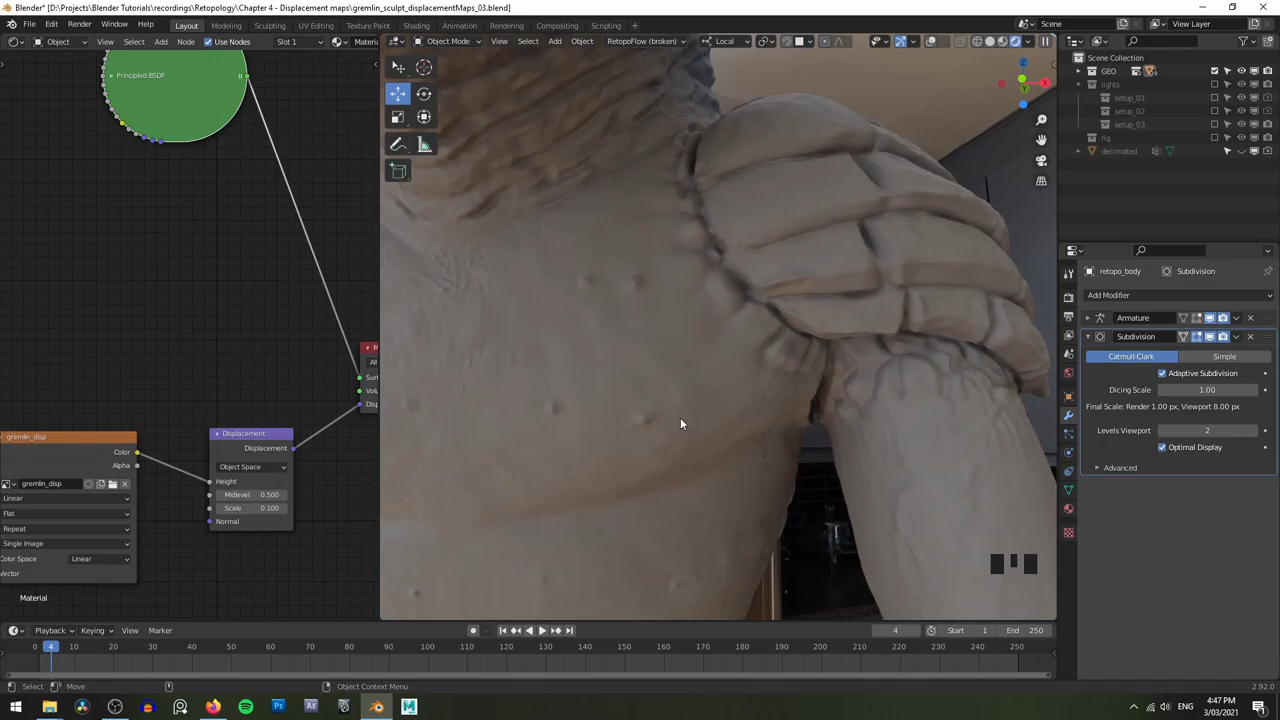 Blender* [D:\Projects\Blender Tutorials\recordings\Retopology\Chapter 4 - Displacement maps\gremlin_sculpt_displacementMaps_03.blend]
File Edit Render Window Help Layout Modeling Sculpting UV Editing Texture Paint Shading Animation Rendering Compositing Scripting + Scene View Layer
Object View Select Add Node Use Nodes Slot 1 Material
Object Mode View Select Add Object RetopoFlow (broken) Local
Principled BSDF
X
Y
Z
Scene Collection
GEO
lights
setup_01
setup_02
setup_03
rig
decimated
retopo_body Subdivision
Add Modifier
Armature
Subdivision
Catmull-Clark Simple
Adaptive Subdivision
Dicing Scale 1.00
Final Scale: Render 1.00 px, Viewport 8.00 px
Levels Viewport 2
Optimal Display
Advanced
M
All
Surf
Volu
Disp
gremlin_disp
Color
Alpha
gremlin_disp
Linear
Flat
Repeat
Single Image
Color Space Linear
Vector
Displacement
Displacement
Object Space
Height
Midlevel 0.500
Scale 0.100
Normal
Material
Playback Keying View Marker 4 Start 1 End 250
0 4 10 20 30 40 50 60 70 80 90 100 110 120 130 140 150 160 170 180 190 200 210 220 230 240 250
Select Move Object Context Menu 2.92.0
Ps Ae M ENG 4:47 PM
3/03/2021